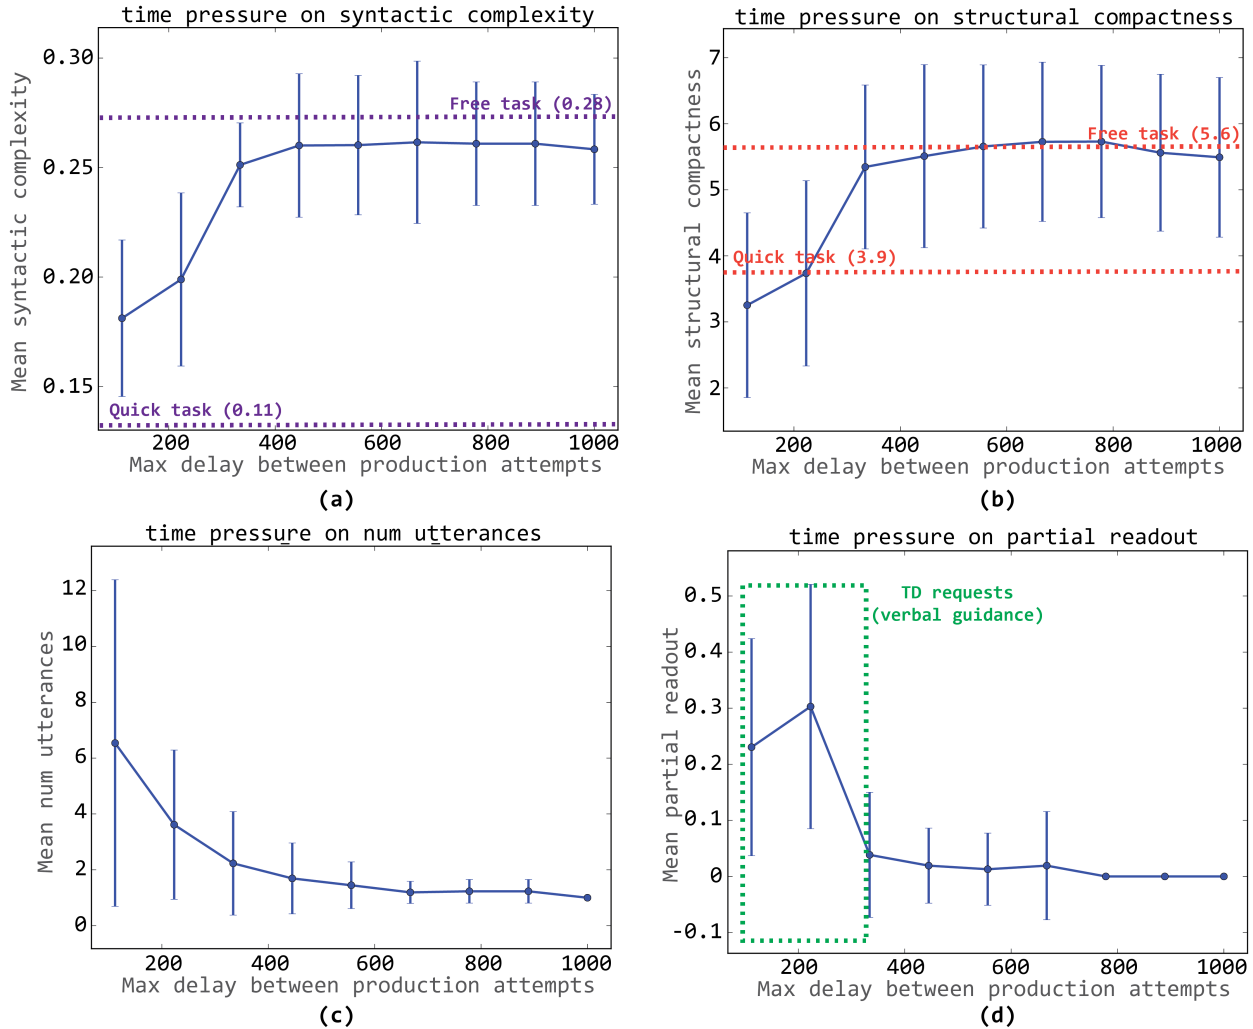 time pressure on syntactic complexity
Mean syntactic complexity
0.30
0.25
0.20
0.15
Free task (0.28)
Quick task (0.11)
200 400 600 800 1000
Max delay between production attempts
(a)
time pressure on structural compactness
Mean structural compactness
7
6
5
4
3
2
Free task (5.6)
Quick task (3.9)
200 400 600 800 1000
Max delay between production attempts
(b)
time pressure on num utterances
Mean num utterances
12
10
8
6
4
2
0
200 400 600 800 1000
Max delay between production attempts
(c)
time pressure on partial readout
Mean partial readout
0.5
0.4
0.3
0.2
0.1
0
-0.1
TD requests
(verbal guidance)
200 400 600 800 1000
Max delay between production attempts
(d)